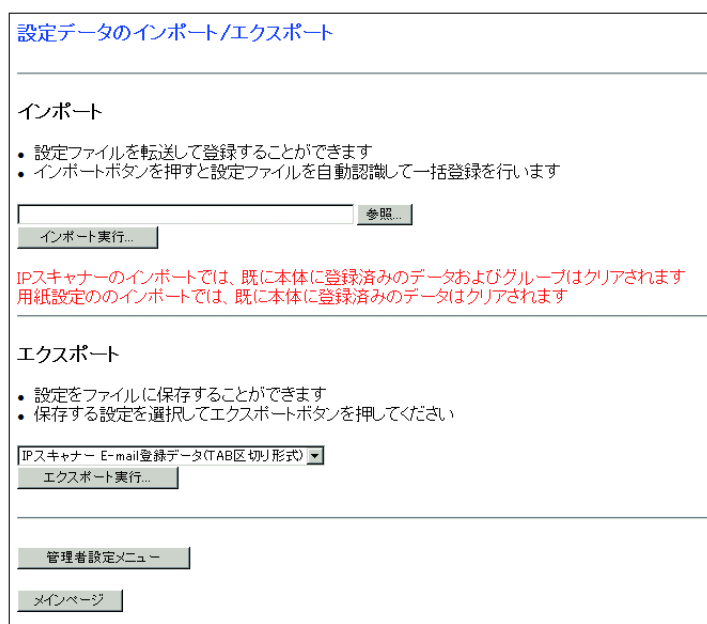 設定データのインポート/エクスポート
インポート
● 設定ファイルを転送して登録することができます
● インポートボタンを押すと設定ファイルを自動認識して一括登録を行います
参照...
インポート実行...
IPスキャナーのインポートでは、既に本体に登録済みのデータおよびグループはクリアされます
用紙設定ののインポートでは、既に本体に登録済みのデータはクリアされます
エクスポート
● 設定をファイルに保存することができます
● 保存する設定を選択してエクスポートボタンを押してください
IPスキャナー E-mail登録データ(TAB区切り形式)
エクスポート実行...
管理者設定メニュー
メインページ